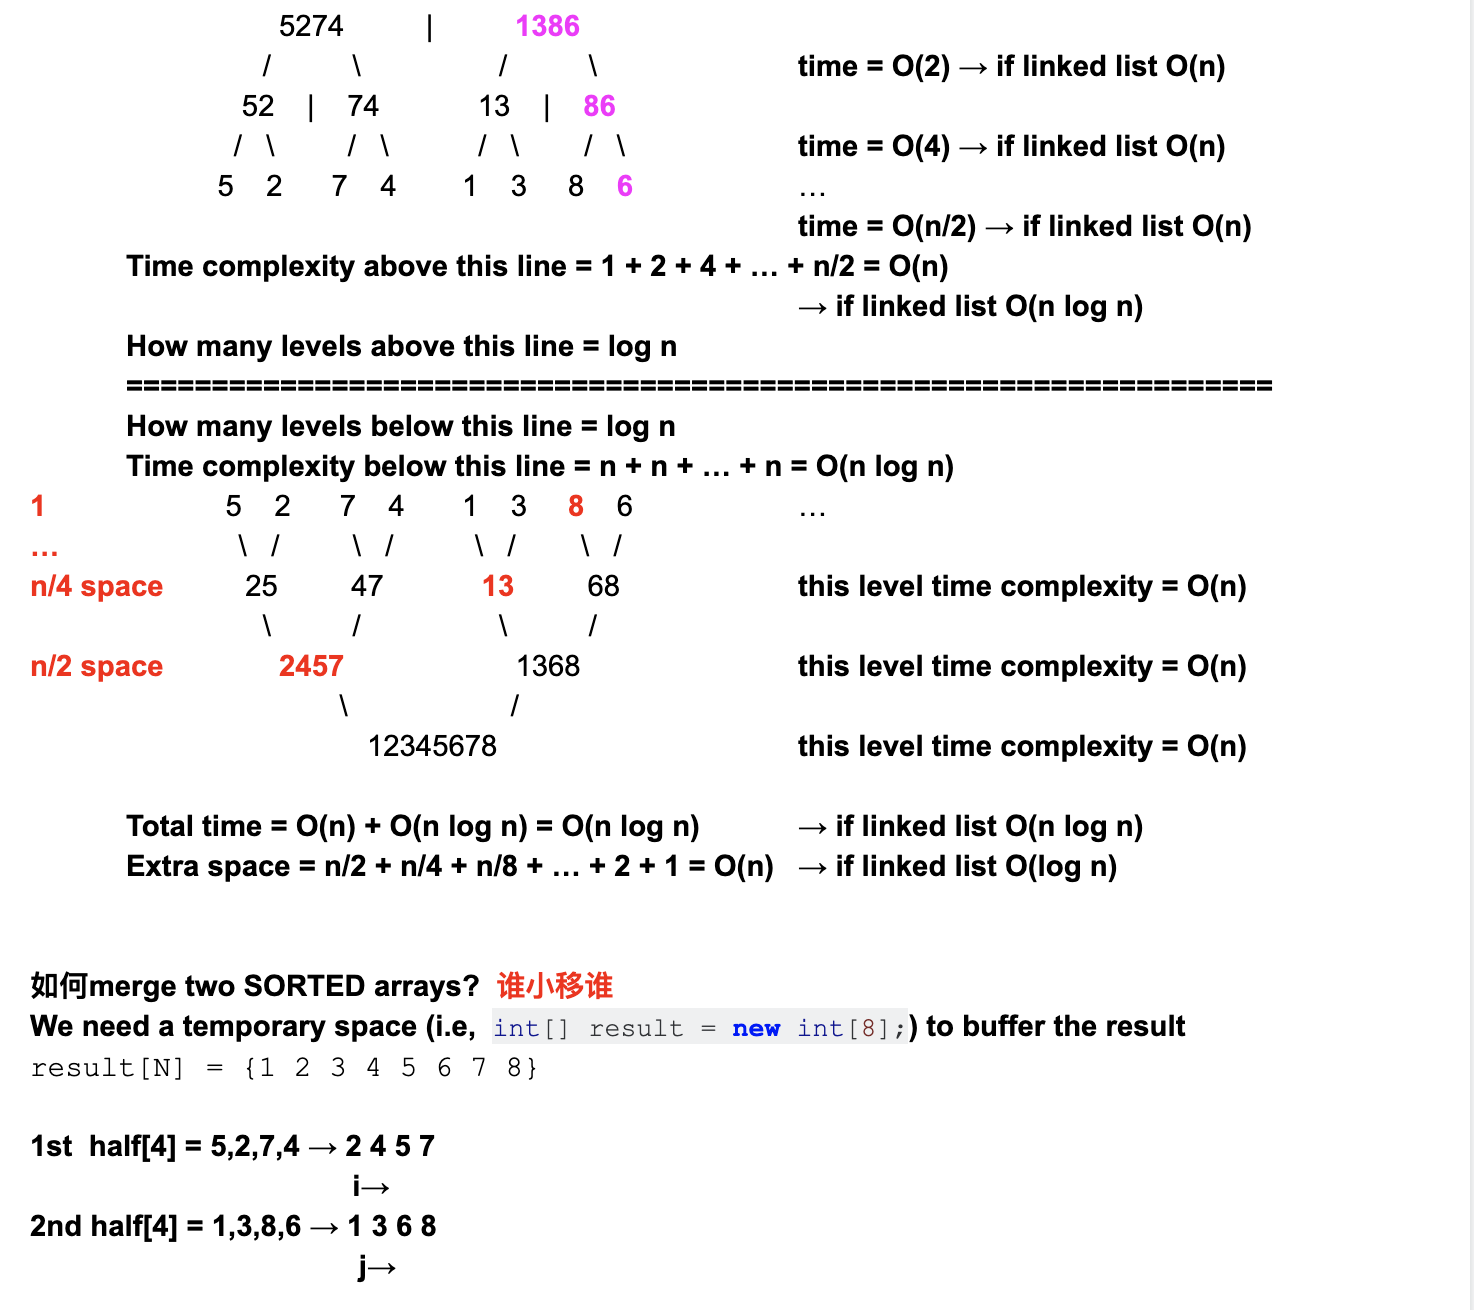 5274 | 1386
/ \ / \ time = O(2) → if linked list O(n)
52 | 74 13 | 86
/ \ / \ / \ / \ time = O(4) → if linked list O(n)
5 2 7 4 1 3 8 6 ...
time = O(n/2) → if linked list O(n)
Time complexity above this line = 1 + 2 + 4 + ... + n/2 = O(n)
→ if linked list O(n log n)
How many levels above this line = log n
====================================================================
How many levels below this line = log n
Time complexity below this line = n + n + ... + n = O(n log n)
1 5 2 7 4 1 3 8 6 ...
... \ / \ / \ / \ /
n/4 space 25 47 13 68 this level time complexity = O(n)
\ / \ /
n/2 space 2457 1368 this level time complexity = O(n)
\ /
12345678 this level time complexity = O(n)
Total time = O(n) + O(n log n) = O(n log n) → if linked list O(n log n)
Extra space = n/2 + n/4 + n/8 + ... + 2 + 1 = O(n) → if linked list O(log n)
如何merge two SORTED arrays? 谁小移谁
We need a temporary space (i.e, int[] result = new int[8];) to buffer the result
result[N] = {1 2 3 4 5 6 7 8}
1st half[4] = 5,2,7,4 → 2 4 5 7
i→
2nd half[4] = 1,3,8,6 → 1 3 6 8
j→